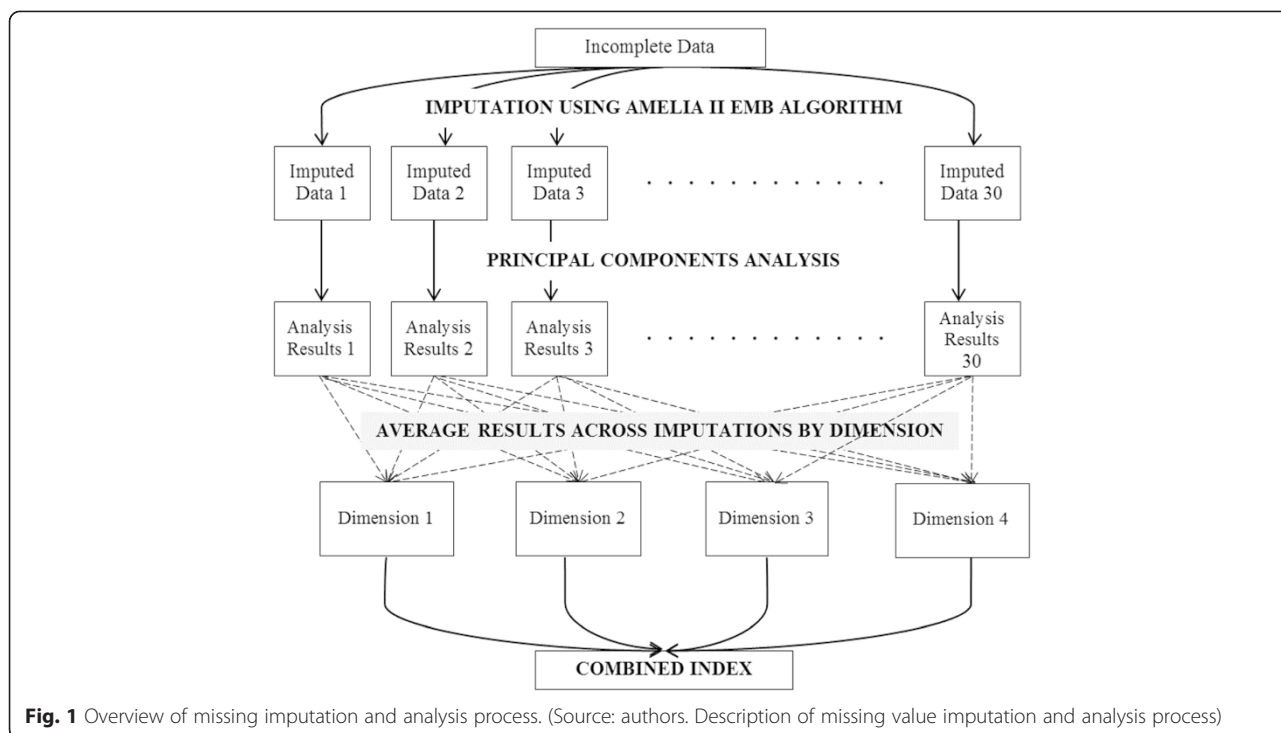 Incomplete Data
IMPUTATION USING AMELIA II EMB ALGORITHM
Imputed
Data 1
Imputed
Data 2
Imputed
Data 3
. . . . . . . . . . . .
Imputed
Data 30
PRINCIPAL COMPONENTS ANALYSIS
Analysis
Results 1
Analysis
Results 2
Analysis
Results 3
. . . . . . . . . . . .
Analysis
Results
30
AVERAGE RESULTS ACROSS IMPUTATIONS BY DIMENSION
Dimension 1
Dimension 2
Dimension 3
Dimension 4
COMBINED INDEX
Fig. 1 Overview of missing imputation and analysis process. (Source: authors. Description of missing value imputation and analysis process)